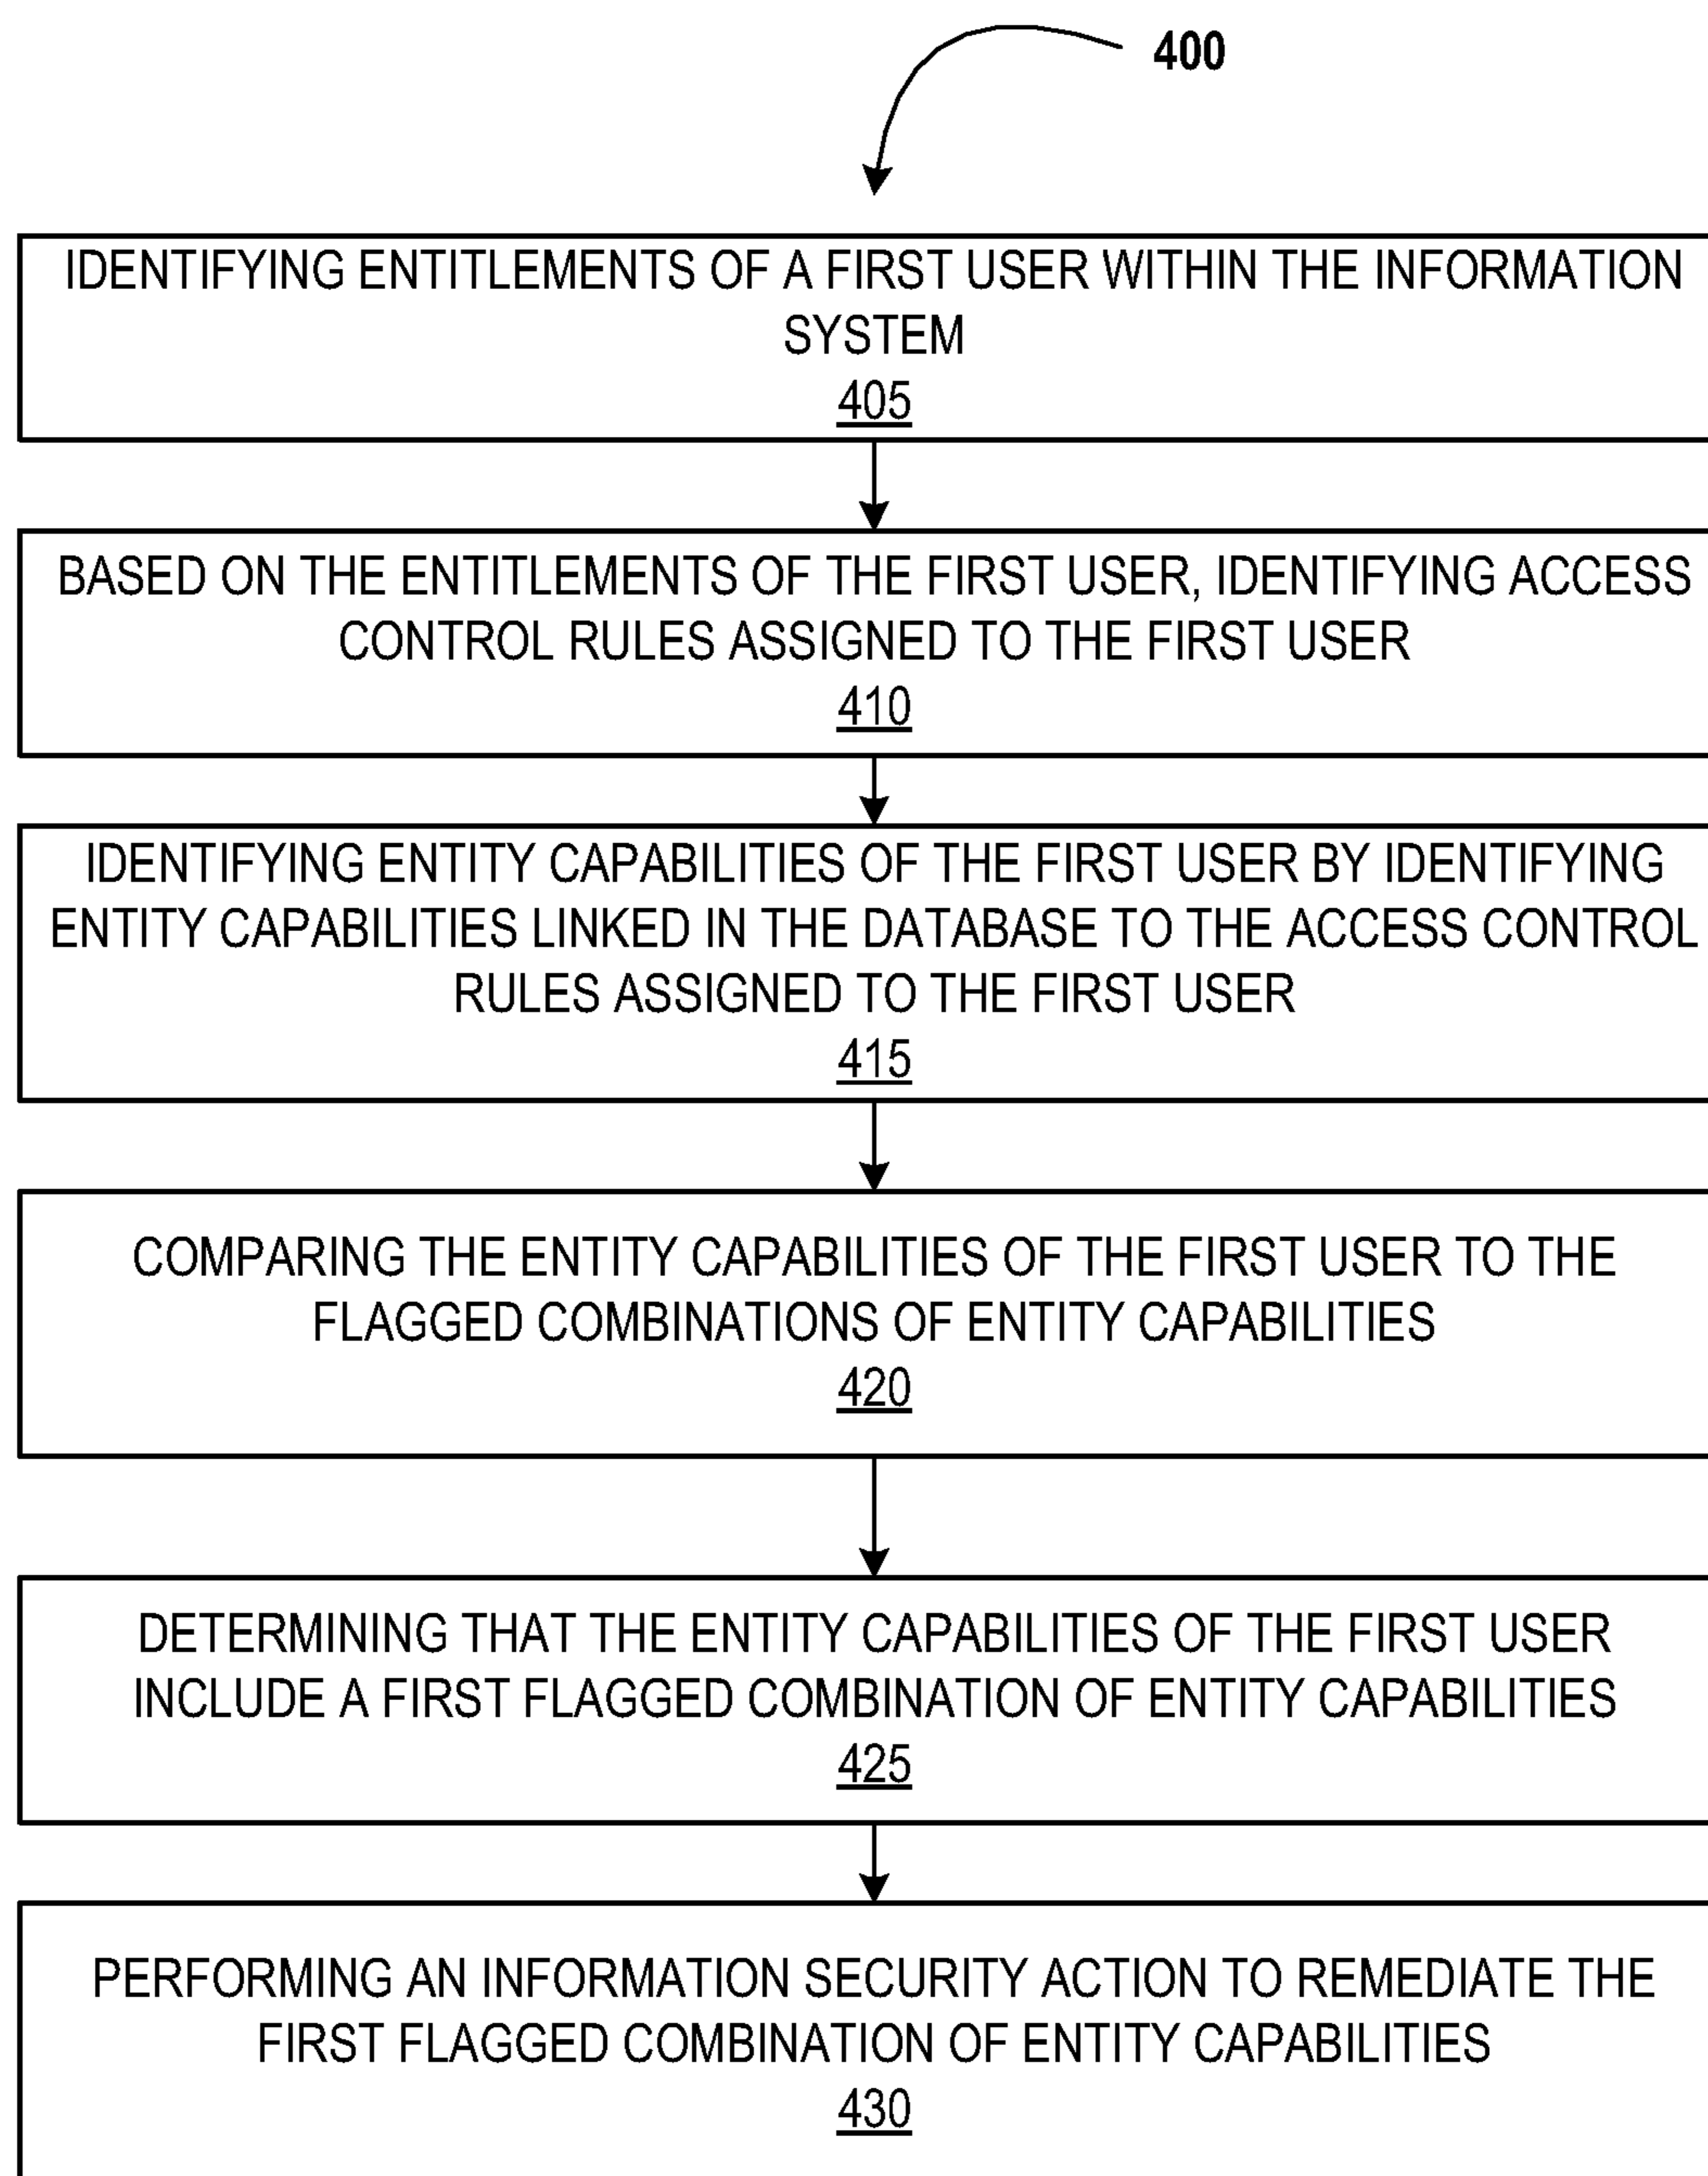 400
IDENTIFYING ENTITLEMENTS OF A FIRST USER WITHIN THE INFORMATION
SYSTEM
405
BASED ON THE ENTITLEMENTS OF THE FIRST USER, IDENTIFYING ACCESS
CONTROL RULES ASSIGNED TO THE FIRST USER
410
IDENTIFYING ENTITY CAPABILITIES OF THE FIRST USER BY IDENTIFYING
ENTITY CAPABILITIES LINKED IN THE DATABASE TO THE ACCESS CONTROL
RULES ASSIGNED TO THE FIRST USER
415
COMPARING THE ENTITY CAPABILITIES OF THE FIRST USER TO THE
FLAGGED COMBINATIONS OF ENTITY CAPABILITIES
420
DETERMINING THAT THE ENTITY CAPABILITIES OF THE FIRST USER
INCLUDE A FIRST FLAGGED COMBINATION OF ENTITY CAPABILITIES
425
PERFORMING AN INFORMATION SECURITY ACTION TO REMEDIATE THE
FIRST FLAGGED COMBINATION OF ENTITY CAPABILITIES
430